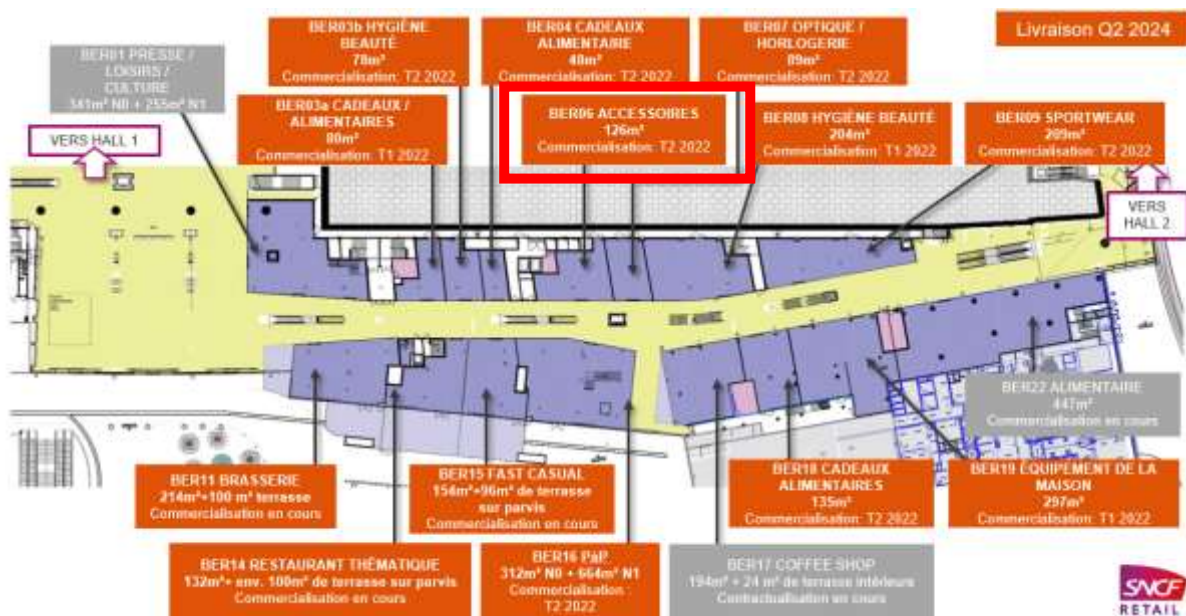 Livraison Q2 2024
BER01 PRESSE /
LOISIRS /
CULTURE
341m² N0 + 255m² N1
BER03b HYGIÈNE
BEAUTÉ
78m²
Commercialisation: T2 2022
BER04 CADEAUX
ALIMENTAIRE
48m²
Commercialisation: T2 2022
BER07 OPTIQUE /
HORLOGERIE
89m²
Commercialisation: T2 2022
BER03a CADEAUX /
ALIMENTAIRES
80m²
Commercialisation: T1 2022
BER06 ACCESSOIRES
126m²
Commercialisation: T2 2022
BER08 HYGIÈNE BEAUTÉ
204m²
Commercialisation: T1 2022
BER09 SPORTWEAR
209m²
Commercialisation: T2 2022
VERS HALL 1
VERS
HALL 2
BER22 ALIMENTAIRE
447m²
Commercialisation en cours
BER11 BRASSERIE
214m²+100 m² terrasse
Commercialisation en cours
BER15 FAST CASUAL
154m²+96m² de terrasse
sur parvis
Commercialisation en cours
BER18 CADEAUX
ALIMENTAIRES
135m²
Commercialisation: T2 2022
BER19 ÉQUIPEMENT DE LA
MAISON
297m²
Commercialisation: T1 2022
BER14 RESTAURANT THÉMATIQUE
132m²+ env. 100m² de terrasse sur parvis
Commercialisation en cours
BER16 PàP
312m² N0 + 664m² N1
Commercialisation :
T2 2022
BER17 COFFEE SHOP
194m² + 24 m² de terrasse intérieurs
Contractualisation en cours
SNCF
RETAIL